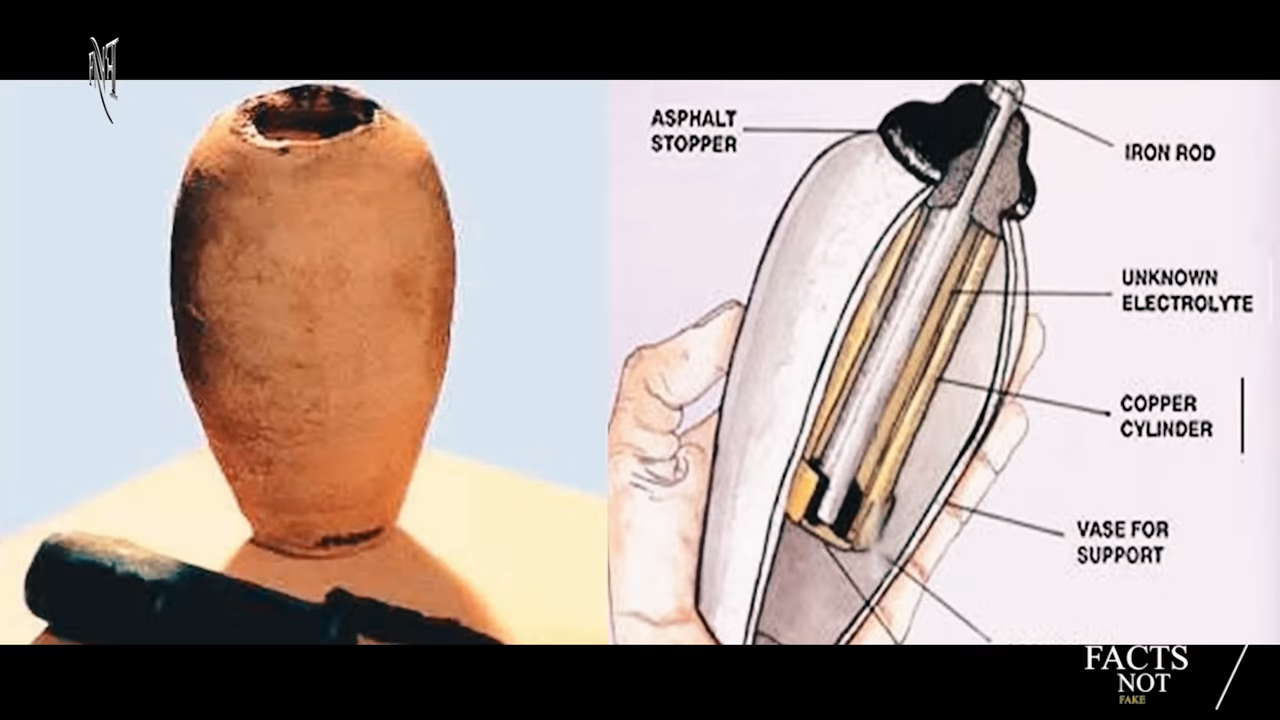 ASPHALT
STOPPER
IRON ROD
UNKNOWN
ELECTROLYTE
COPPER
CYLINDER
VASE FOR
SUPPORT
FACTS
NOT
FAKE